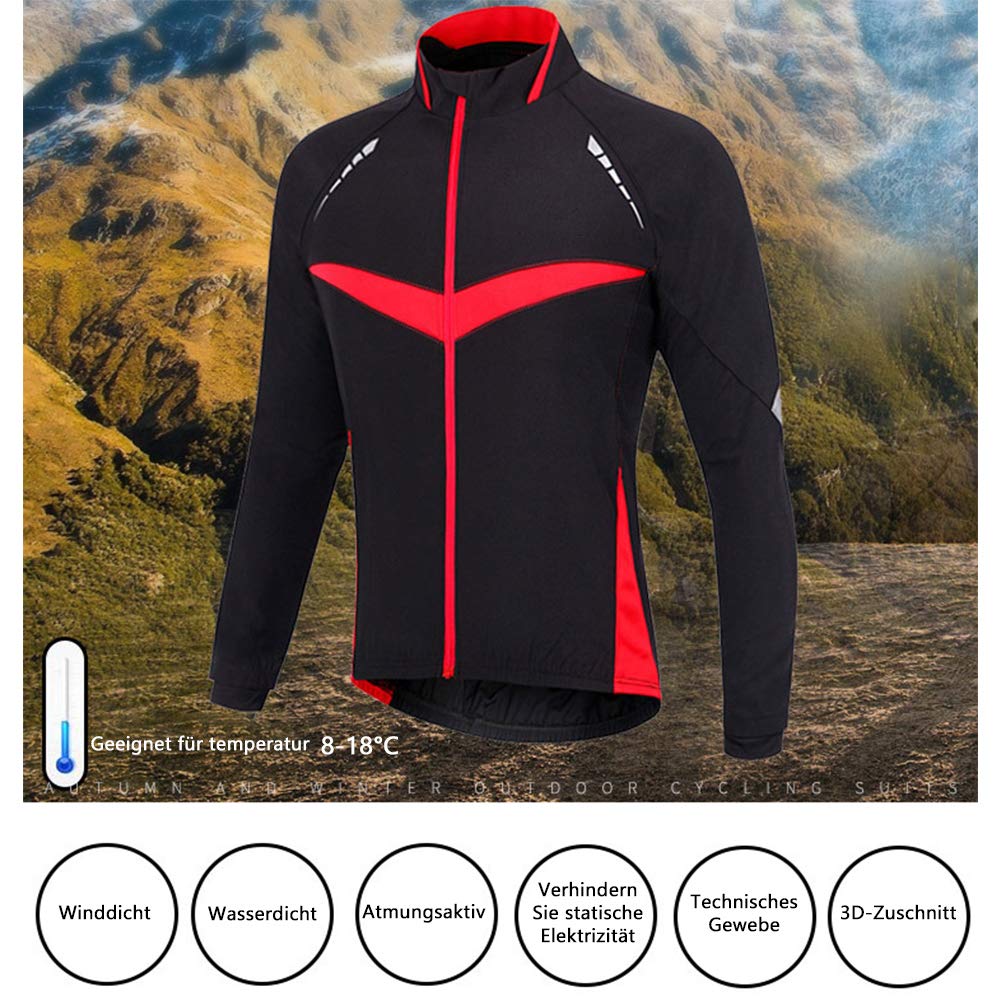 Geeignet für temperatur 8-18°C
AUTUMN AND WINTER OUTDOOR CYCLING SUITS
Winddicht
Wasserdicht
Atmungsaktiv
Verhindern
Sie statische
Elektrizität
Technisches
Gewebe
3D-Zuschnitt